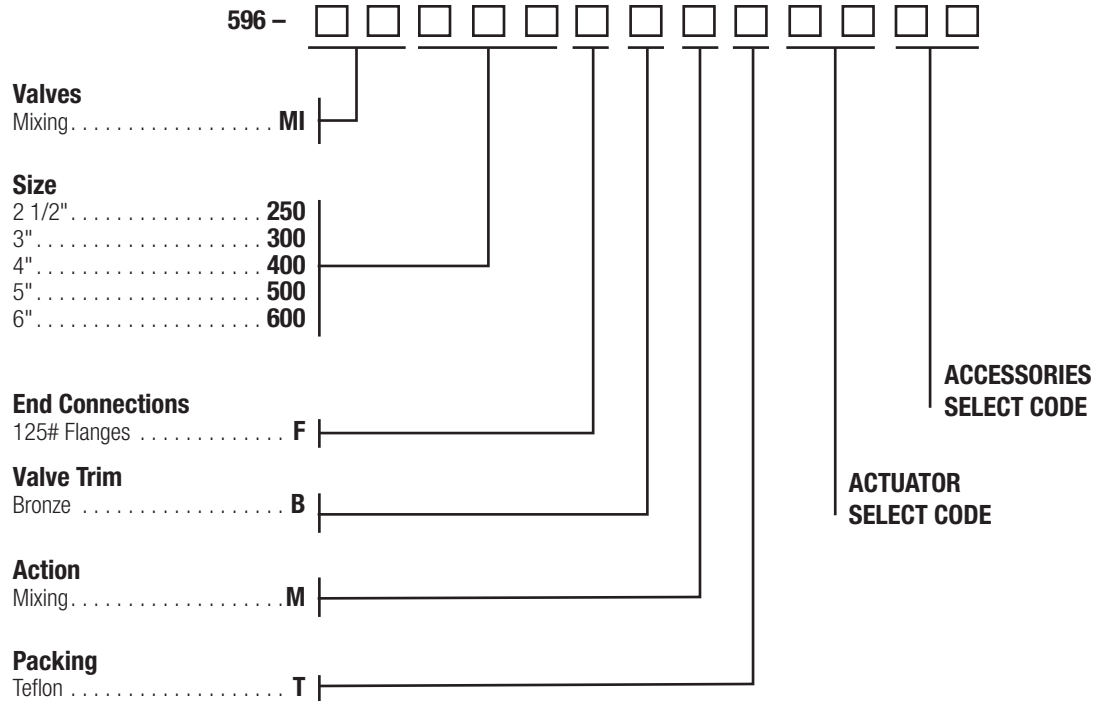 596 – □ □ □ □ □ □ □ □ □ □ □ □ □
Valves
Mixing. . . . . . . . . . . . . . . . . . MI
Size
2 1/2". . . . . . . . . . . . . . . . . 250
3". . . . . . . . . . . . . . . . . . . . 300
4". . . . . . . . . . . . . . . . . . . . 400
5". . . . . . . . . . . . . . . . . . . . 500
6". . . . . . . . . . . . . . . . . . . . 600
End Connections
125# Flanges . . . . . . . . . . . . . F
Valve Trim
Bronze . . . . . . . . . . . . . . . . . . B
Action
Mixing. . . . . . . . . . . . . . . . . . . M
Packing
Teflon . . . . . . . . . . . . . . . . . . . T
ACTUATOR
SELECT CODE
ACCESSORIES
SELECT CODE